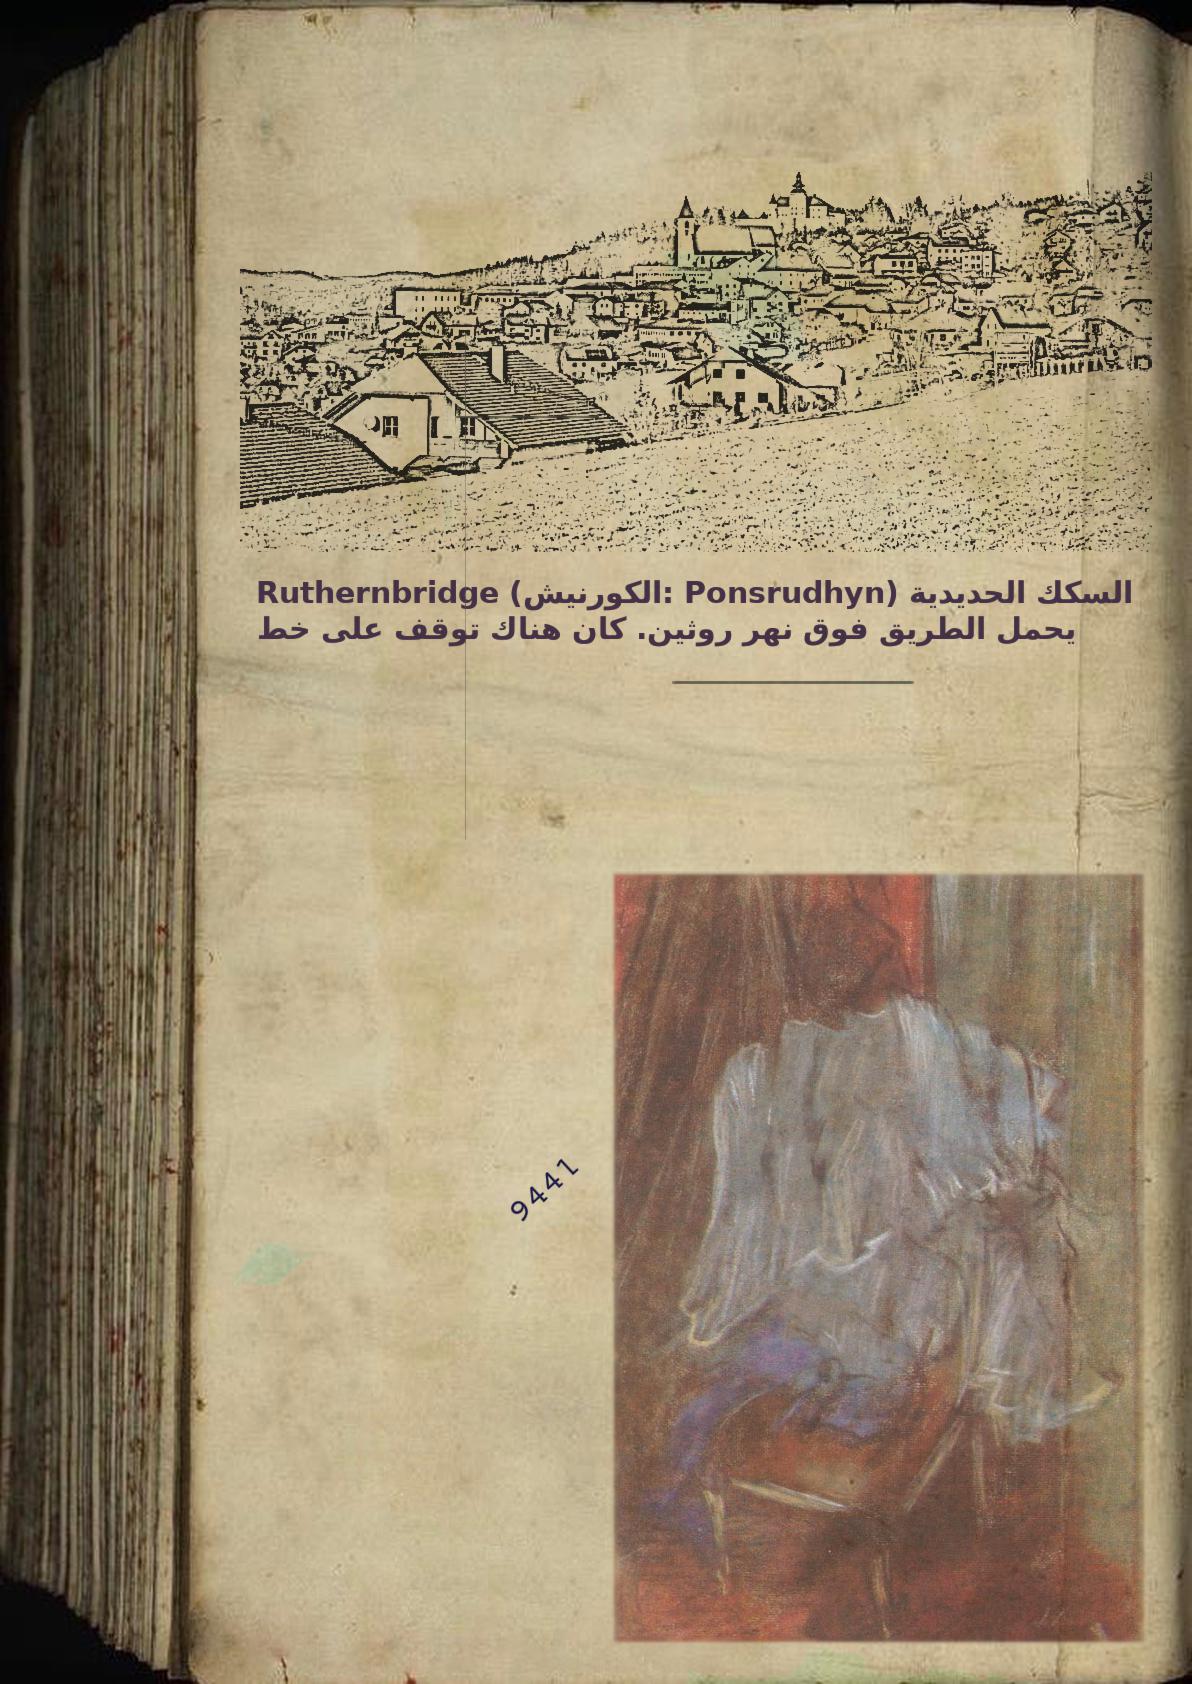 Ruthernbridge (الكورنيش: Ponsrudhyn) السكك الحديدية
يحمل الطريق فوق نهر روثين. كان هناك توقف على خط
9441